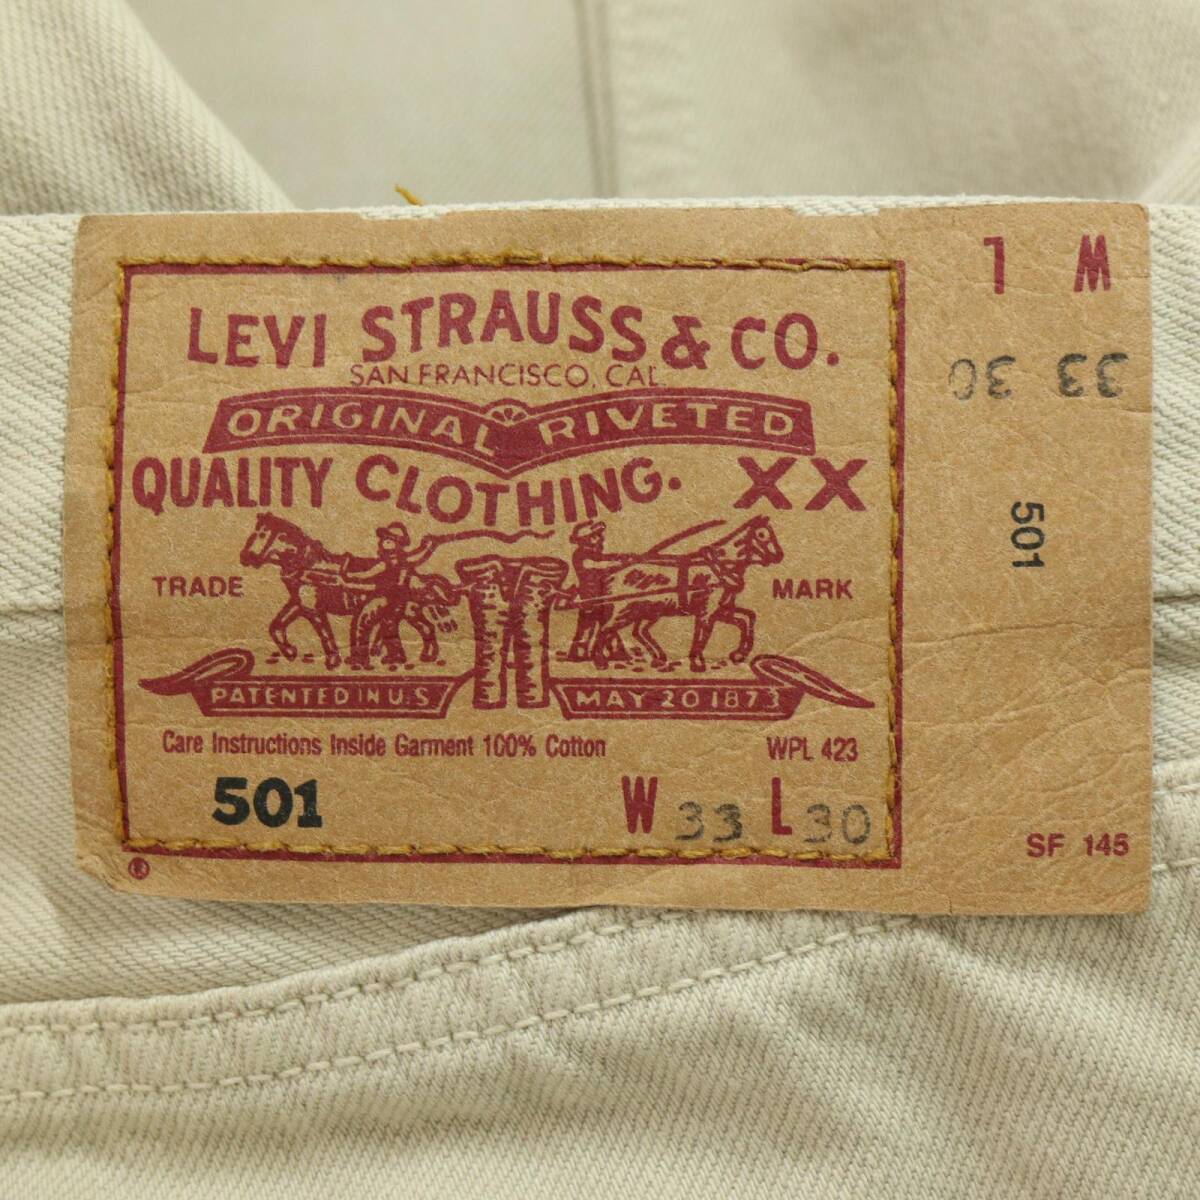 LEVI STRAUSS & CO.
SAN FRANCISCO, CAL.
ORIGINAL RIVETED
QUALITY CLOTHING. XX
TRADE MARK
PATENTED IN U.S. MAY 20 1873
Care Instructions Inside Garment 100% Cotton WPL 423
501 W 33 L 30
®
L W
30 33
501
SF 145